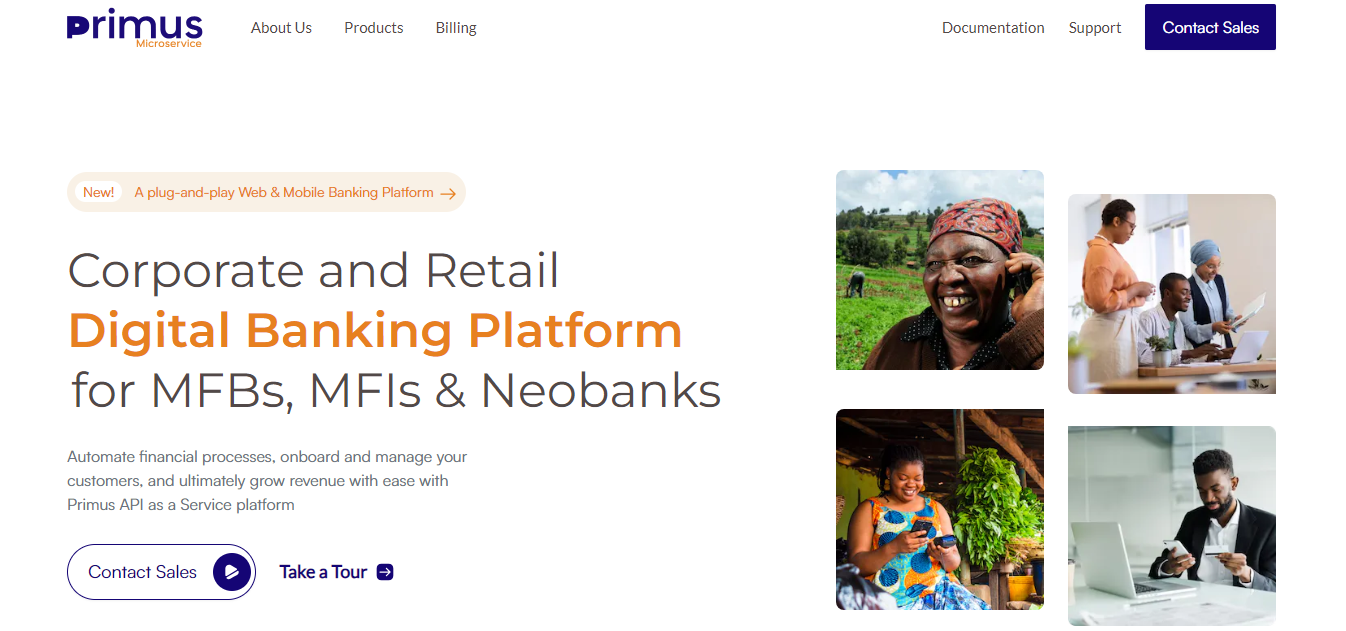 Primus
Microservice
About Us
Products
Billing
Documentation
Support
Contact Sales
New!
A plug-and-play Web & Mobile Banking Platform
Corporate and Retail
Digital Banking Platform
for MFBs, MFIs & Neobanks
Automate financial processes, onboard and manage your
customers, and ultimately grow revenue with ease with
Primus API as a Service platform
Contact Sales
Take a Tour